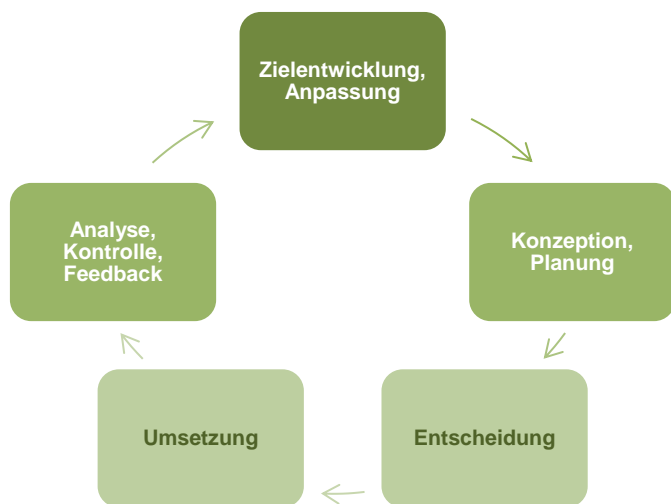 Zielentwicklung,
Anpassung
Konzeption,
Planung
Entscheidung
Umsetzung
Analyse,
Kontrolle,
Feedback